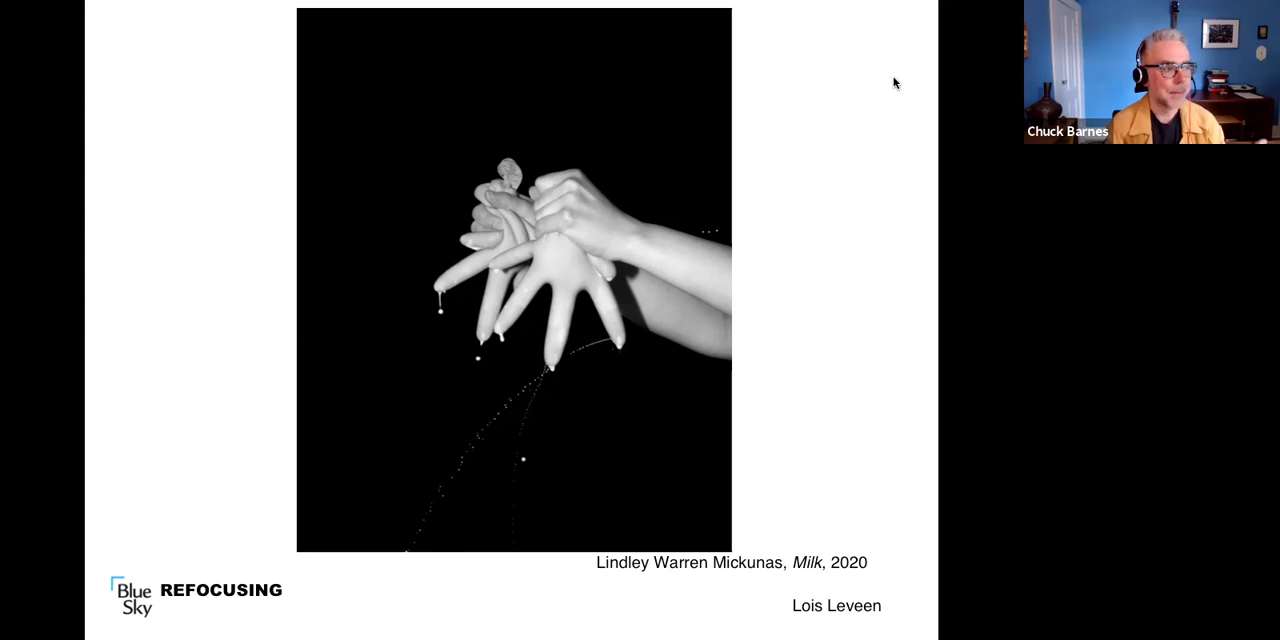 Chuck Barnes
Lindley Warren Mickunas, Milk, 2020
Blue
Sky
REFOCUSING
Lois Leveen